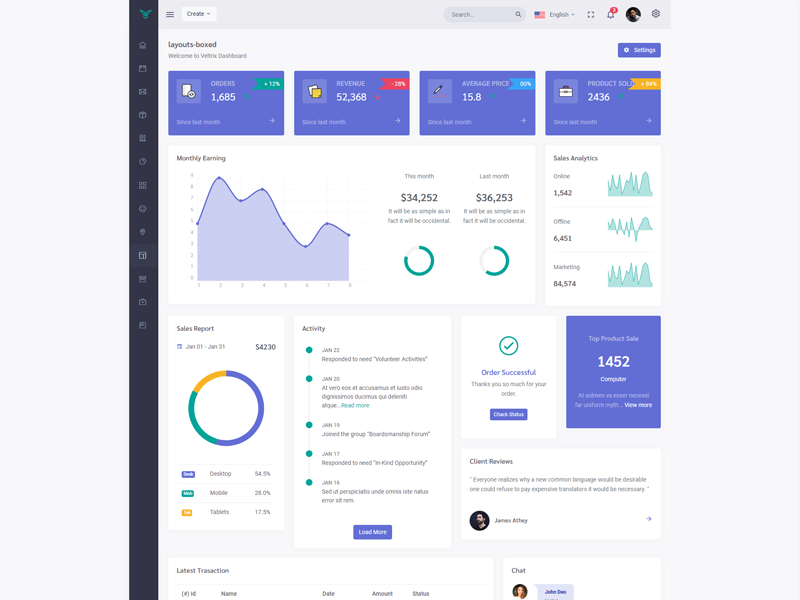 Create
Search...
English
5
layouts-boxed
Welcome to Veltrix Dashboard
Settings
ORDERS
+ 12%
1,685
Since last month
REVENUE
- 28%
52,368
Since last month
AVERAGE PRICE
00%
15.8
Since last month
PRODUCT SOLD
+ 84%
2436
Since last month
Monthly Earning
9
8
7
6
5
4
3
2
1
0
1 2 3 4 5 6 7 8
This month
$34,252
It will be as simple as in
fact it will be occidental.
Last month
$36,253
It will be as simple as in
fact it will be occidental.
Sales Analytics
Online
1,542
Offline
6,451
Marketing
84,574
Sales Report
Jan 01 - Jan 31
$4230
Desk Desktop 54.5%
Mob Mobile 28.0%
Tab Tablets 17.5%
Activity
JAN 22
Responded to need "Volunteer Activities"
JAN 20
At vero eos et accusamus et iusto odio
dignissimos ducimus qui deleniti
atque...Read more
JAN 19
Joined the group "Boardsmanship Forum"
JAN 17
Responded to need "In-Kind Opportunity"
JAN 16
Sed ut perspiciatis unde omnis iste natus
error sit rem.
Load More
Order Successful
Thanks you so much for your
order.
Chack Status
Top Product Sale
1452
Computer
At solmen va esser necessi
far uniform myth... View more
Client Reviews
" Everyone realizes why a new common language would be desirable
one could refuse to pay expensive translators it would be necessary. "
James Athey
Latest Trasaction
(#) Id Name Date Amount Status
Chat
John Deo